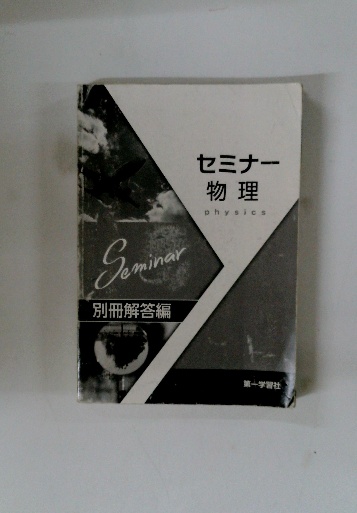 セミナー
物理
physics
Seminar
別冊解答編
第一学習社